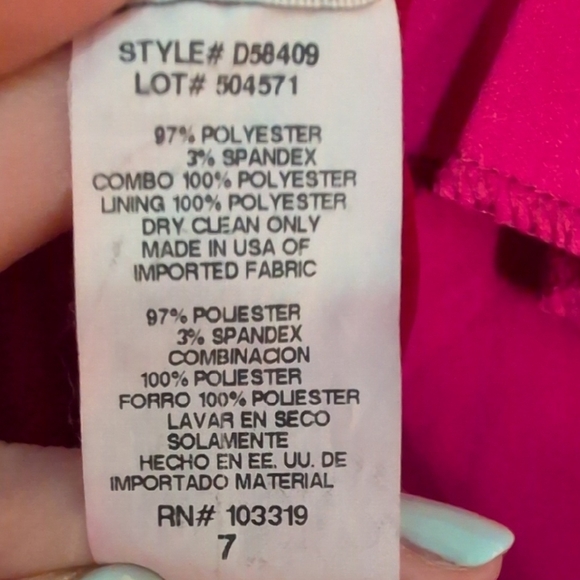 STYLE# D58409
LOT# 504571
97% POLYESTER
3% SPANDEX
COMBO 100% POLYESTER
LINING 100% POLYESTER
DRY CLEAN ONLY
MADE IN USA OF
IMPORTED FABRIC
97% POLIESTER
3% SPANDEX
COMBINACION
100% POLIESTER
FORRO 100% POLIESTER
LAVAR EN SECO
SOLAMENTE
HECHO EN EE. UU. DE
IMPORTADO MATERIAL
RN# 103319
7